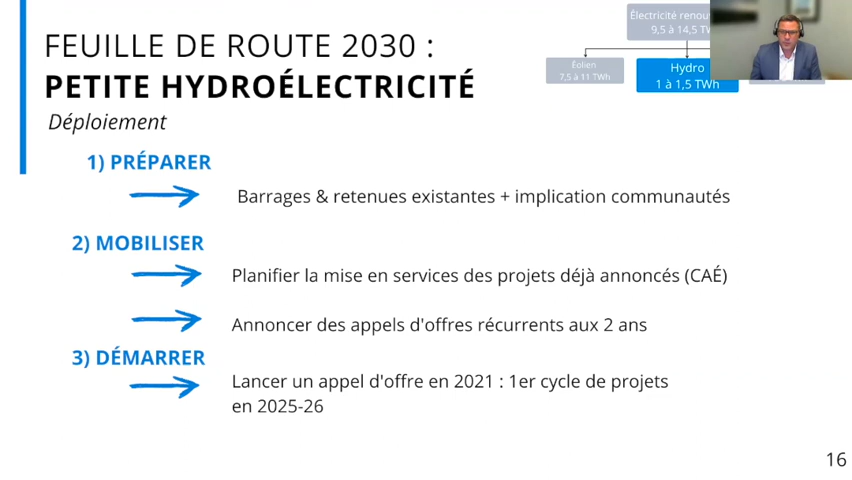 FEUILLE DE ROUTE 2030 :
PETITE HYDROÉLECTRICITÉ
Déploiement
Électricité
9,5 à 14,5
Éolien
7,5 à 11 TWh
Hydro
1 à 1,5 TWh
1) PRÉPARER
Barrages & retenues existantes + implication communautés
2) MOBILISER
Planifier la mise en services des projets déjà annoncés (CAÉ)
Annoncer des appels d'offres récurrents aux 2 ans
3) DÉMARRER
Lancer un appel d'offre en 2021 : 1er cycle de projets
en 2025-26
16